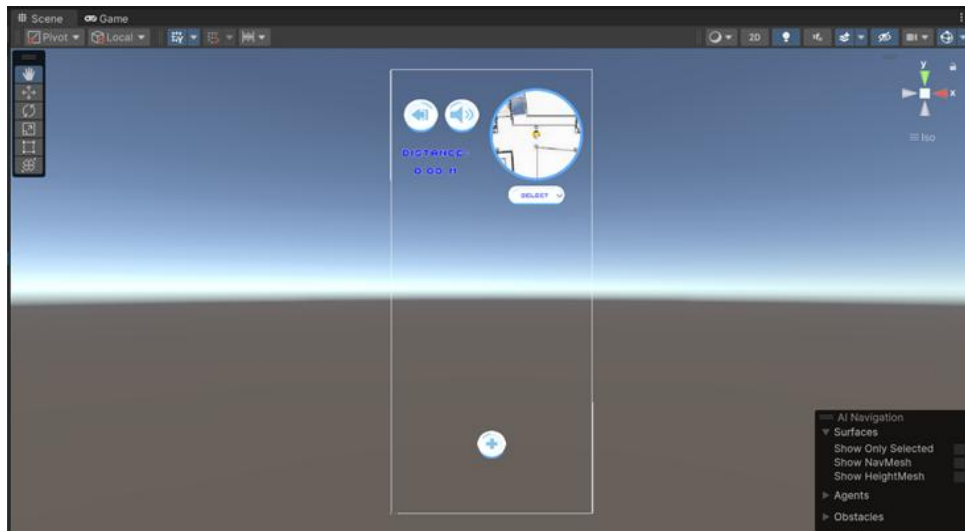 Scene
Game
Pivot
Local
2D
y
x
Iso
DISTANCE:
0.00 M
SELECT
AI Navigation
Surfaces
Show Only Selected
Show NavMesh
Show HeightMesh
Agents
Obstacles